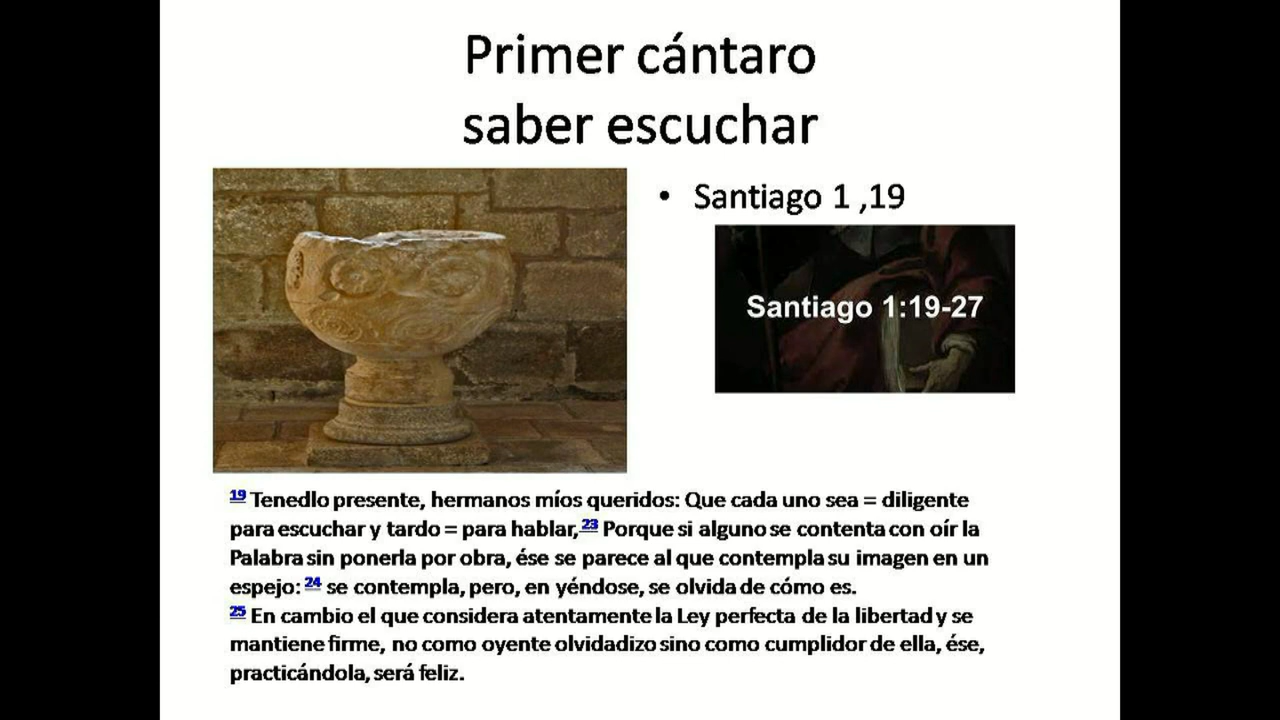 Primer cántaro
saber escuchar
• Santiago 1 ,19
Santiago 1:19-27
19 Tenedlo presente, hermanos míos queridos: Que cada uno sea = diligente
para escuchar y tardo = para hablar,23 Porque si alguno se contenta con oír la
Palabra sin ponerla por obra, ése se parece al que contempla su imagen en un
espejo: 24 se contempla, pero, en yéndose, se olvida de cómo es.
25 En cambio el que considera atentamente la Ley perfecta de la libertad y se
mantiene firme, no como oyente olvidadizo sino como cumplidor de ella, ése,
practicándola, será feliz.